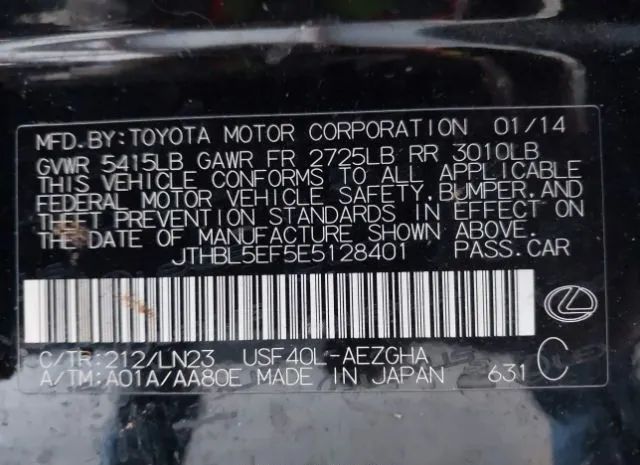 MFD.BY:TOYOTA MOTOR CORPORATION 01/14
GVWR 5415LB GAWR FR 2725LB RR 3010LB
THIS VEHICLE CONFORMS TO ALL APPLICABLE
FEDERAL MOTOR VEHICLE SAFETY,BUMPER,AND
THEFT PREVENTION STANDARDS IN EFFECT ON
THE DATE OF MANUFACTURE SHOWN ABOVE.
JTHBL5EF5E5128401 PASS.CAR
C/TR:212/LN23 USF40L-AEZGHA C
A/TM:A01A/AA80E MADE IN JAPAN 631